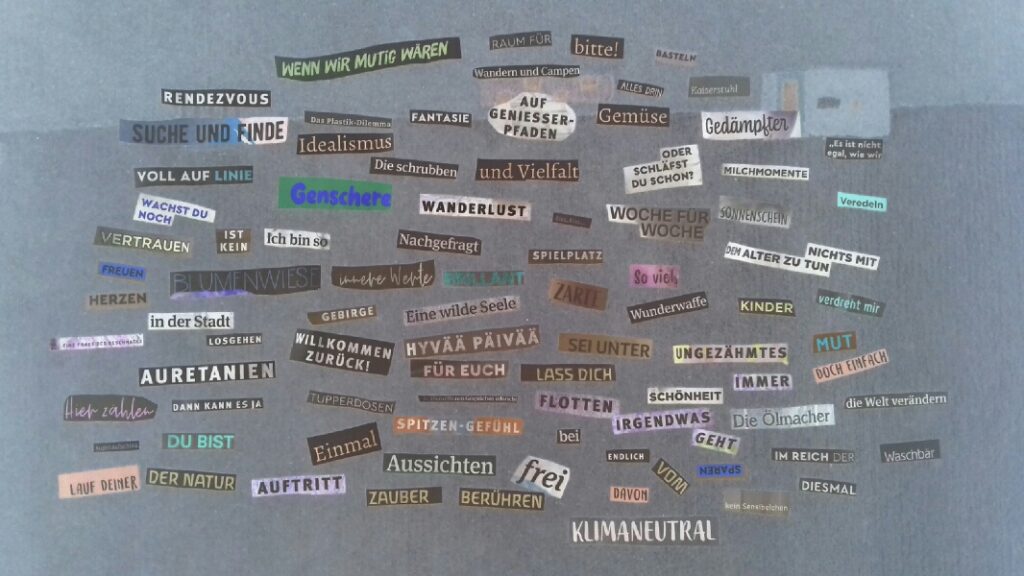 WENN WIR MUTIG WÄREN
RAUM FÜR
bitte!
BASTELN
Wandern und Campen
ALLES DRIN
Kaiserstuhl
RENDEZVOUS
Das Plastik-Dilemma
FANTASIE
AUF
GENIESSER-
PFADEN
Gemüse
Gedämpfter
SUCHE UND FINDE
Idealismus
„Es ist nicht
egal, wie wir
VOLL AUF LINIE
Die schrubben
und Vielfalt
ODER
SCHLÄFST
DU SCHON?
MILCHMOMENTE
WACHST DU
NOCH
Genschere
WANDERLUST
WOCHE FÜR
WOCHE
SONNENSCHEIN
Veredeln
VERTRAUEN
IST
KEIN
Ich bin so
Nachgefragt
SPIELPLATZ
DEM ALTER ZU TUN
NICHTS MIT
FREUEN
BLUMENWIESE
innere Werte
BRILLANT
So viel
HERZEN
ZARTE
Wunderwaffe
KINDER
verdreht mir
in der Stadt
GEBIRGE
Eine wilde Seele
EINE FRAGE DES GESCHMACKS
LOSGEHEN
WILLKOMMEN
ZURÜCK!
HYVÄÄ PÄIVÄÄ
SEI UNTER
UNGEZÄHMTES
MUT
AURETANIEN
FÜR EUCH
LASS DICH
IMMER
DOCH EINFACH
Hier zahlen
DANN KANN ES JA
TUPPERDOSEN
FLOTTEN
SCHÖNHEIT
die Welt verändern
DU BIST
Einmal
SPITZEN-GEFÜHL
bei
IRGENDWAS
Die Ölmacher
GEHT
Aussichten
ENDLICH
IM REICH DER
Waschbär
LAUF DEINER
DER NATUR
AUFTRITT
frei
VOM
SPAREN
ZAUBER
BERÜHREN
DAVON
DIESMAL
kein Sensibelchen
KLIMANEUTRAL